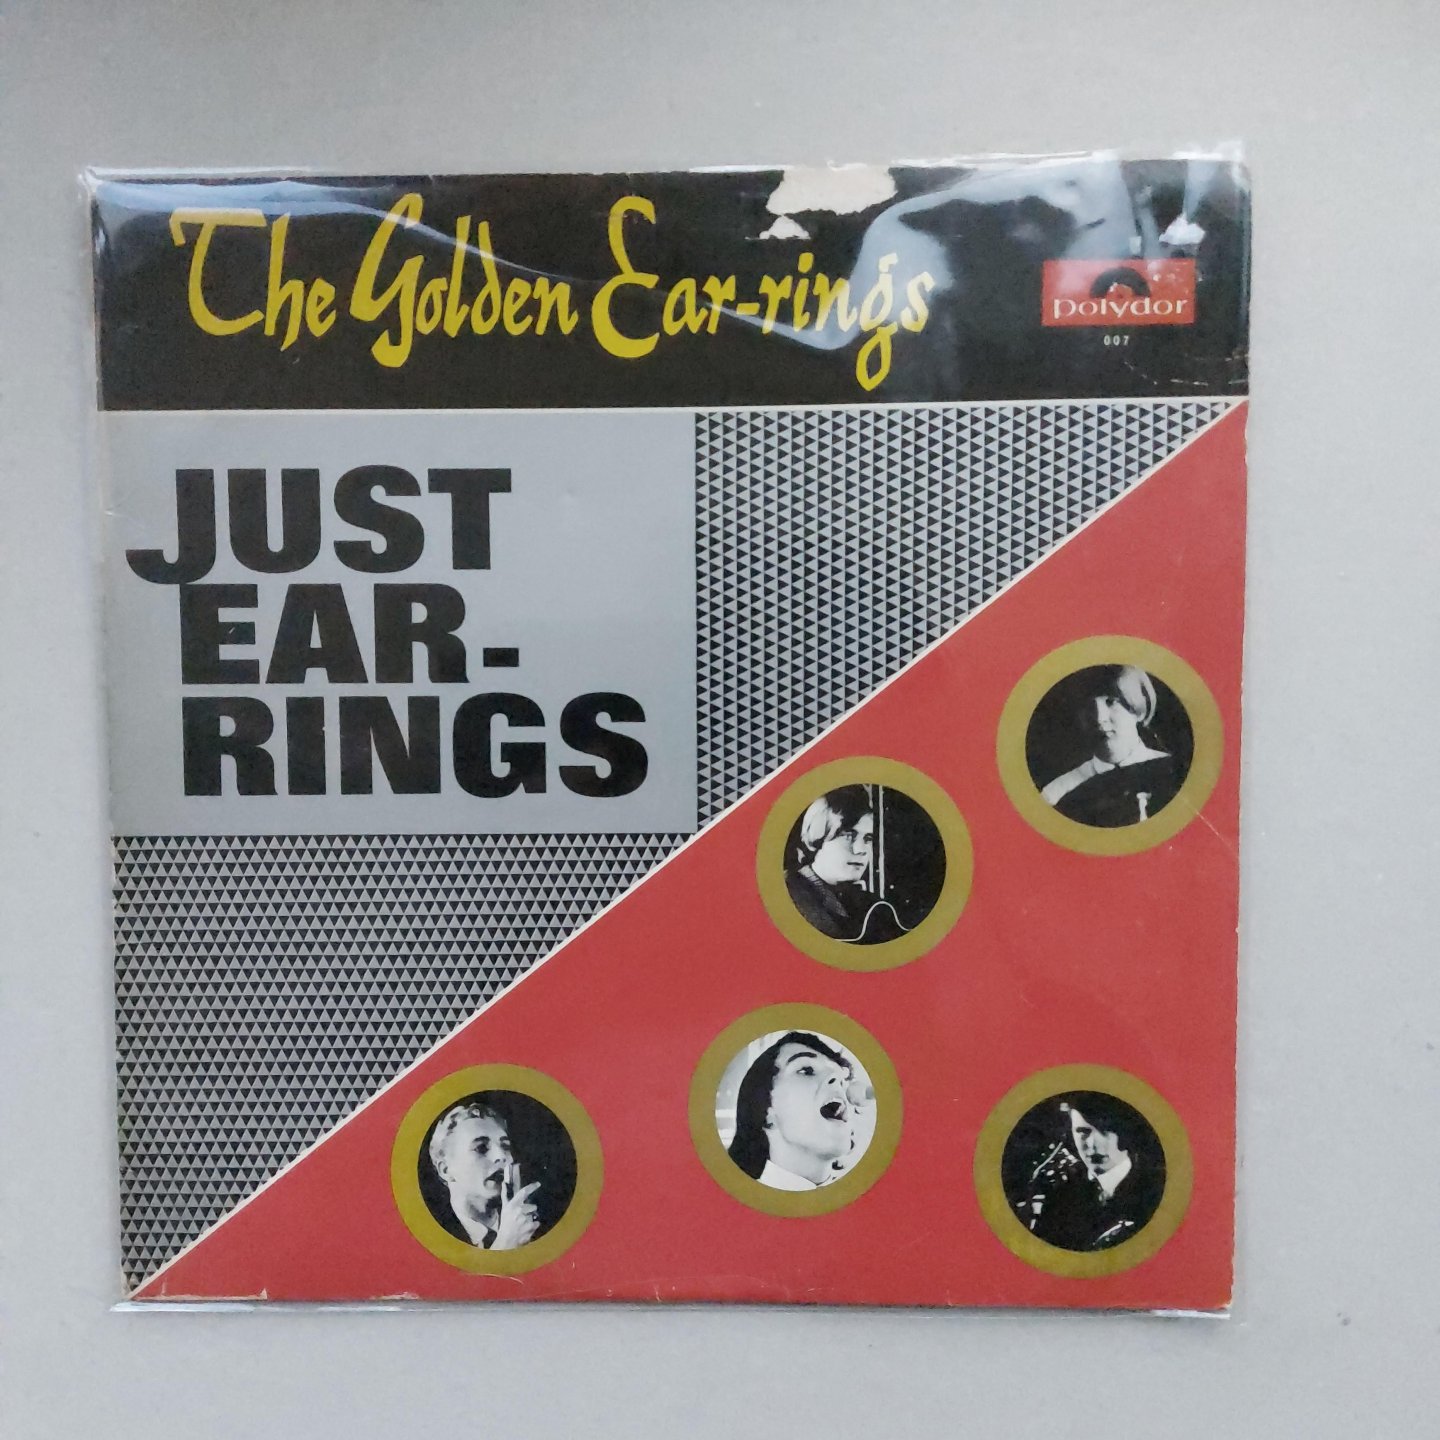 The Golden Ear-rings
polydor
007
JUST
EAR-
RINGS